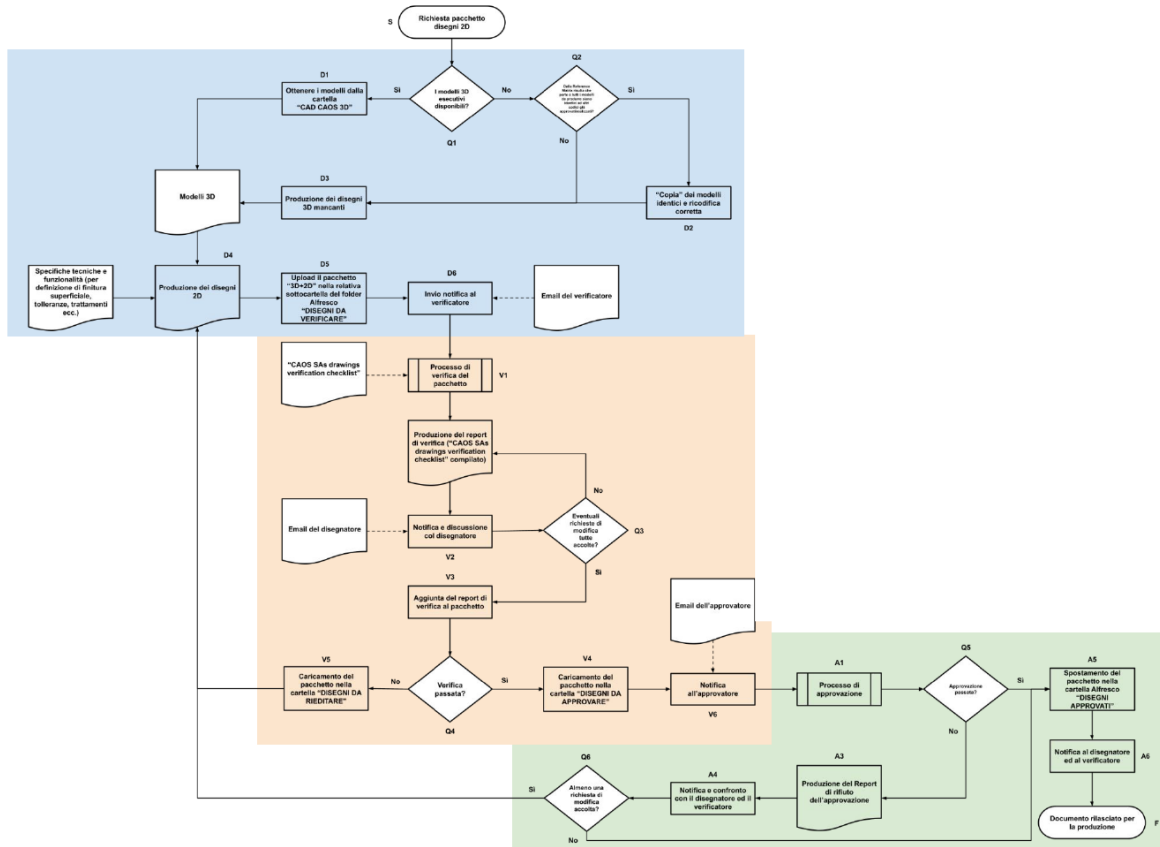 S
Richiesta pacchetto
disegni 2D
D1
Ottenere i modelli dalla
cartella
“CAD CAOS 3D”
Sì
I modelli 3D
esecutivi
disponibili?
Q1
No
Q2
Sì
No
Modelli 3D
D3
Produzione dei disegni
3D mancanti
“Copia” dei modelli
identici e ricodifica
corretta
D2
Specifiche tecniche e
funzionalità (per
definizione di finitura
superficiale,
tolleranze, trattamenti
ecc.)
D4
Produzione dei disegni
2D
D5
Upload il pacchetto
“3D+2D” nella relativa
sottocartella del folder
Alfresco
“DISEGNI DA
VERIFICARE”
D6
Invio notifica al
verificatore
Email del verificatore
“CAOS SAs drawings
verification checklist”
Processo di
verifica del
pacchetto
V1
Produzione del report
di verifica (“CAOS SAs
drawings verification
checklist” compilato)
No
Email del disegnatore
Notifica e discussione
col disegnatore
V2
Eventuali
richieste di
modifica
tutte
accolte?
Q3
Sì
V3
Aggiunta del report di
verifica al pacchetto
Email dell’approvatore
V5
Caricamento del
pacchetto nella
cartella “DISEGNI DA
RIEDITARE”
No
Verifica
passata?
Q4
Sì
V4
Caricamento del
pacchetto nella
cartella “DISEGNI DA
APPROVARE”
Notifica
all’approvatore
V6
A1
Processo di
approvazione
Q5
Approvazione
passata?
Sì
No
A5
Spostamento del
pacchetto nella
cartella Alfresco
“DISEGNI
APPROVATI”
Notifica al disegnatore
ed al verificatore
A6
Q6
Almeno una
richiesta di
modifica
accolta?
Sì
No
A4
Notifica e confronto
con il disegnatore ed il
verificatore
A3
Produzione del Report
di rifiuto
dell’approvazione
Documento rilasciato per
la produzione
F